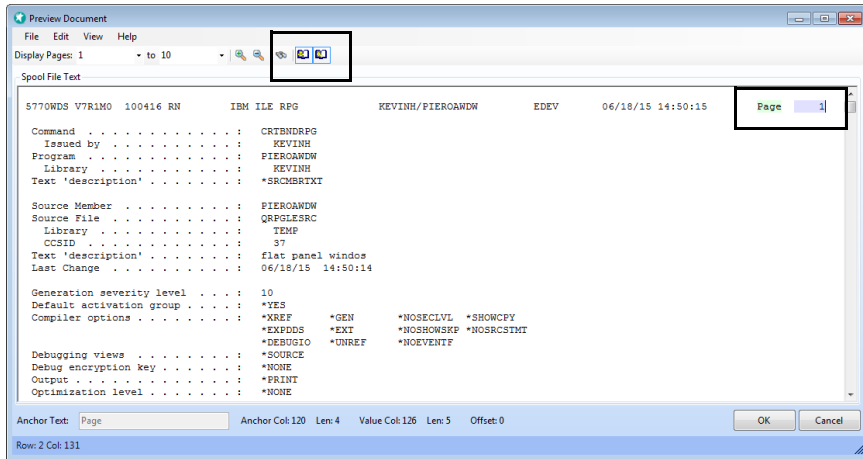 Preview Document
File Edit View Help
Display Pages: 1 to 10
Spool File Text
5770WDS V7R1M0 100416 RN IBM ILE RPG KEVINH/PIEROAWDW EDEV 06/18/15 14:50:15 Page 1
Command . . . . . . . . . . . . : CRTBNDRPG
Issued by . . . . . . . . . . : KEVINH
Program . . . . . . . . . . . . : PIEROAWDW
Library . . . . . . . . . . . : KEVINH
Text 'description' . . . . . . : *SRCMBRTXT
Source Member . . . . . . . . . : PIEROAWDW
Source File . . . . . . . . . . : QRPGLESRC
Library . . . . . . . . . . . : TEMP
CCSID . . . . . . . . . . . . : 37
Text 'description' . . . . . . : flat panel windos
Last Change . . . . . . . . . . : 06/18/15 14:50:14
Generation severity level . . . : 10
Default activation group . . . . : *YES
Compiler options . . . . . . . . : *XREF *GEN *NOSECLVL *SHOWCPY
*EXPDDS *EXT *NOSHOWSKP *NOSRCSTMT
*DEBUGIO *UNREF *NOEVENTF
Debugging views . . . . . . . . : *SOURCE
Debug encryption key . . . . . . : *NONE
Output . . . . . . . . . . . . . : *PRINT
Optimization level . . . . . . . : *NONE
Anchor Text: Page Anchor Col: 120 Len: 4 Value Col: 126 Len: 5 Offset: 0 OK Cancel
Row: 2 Col: 131